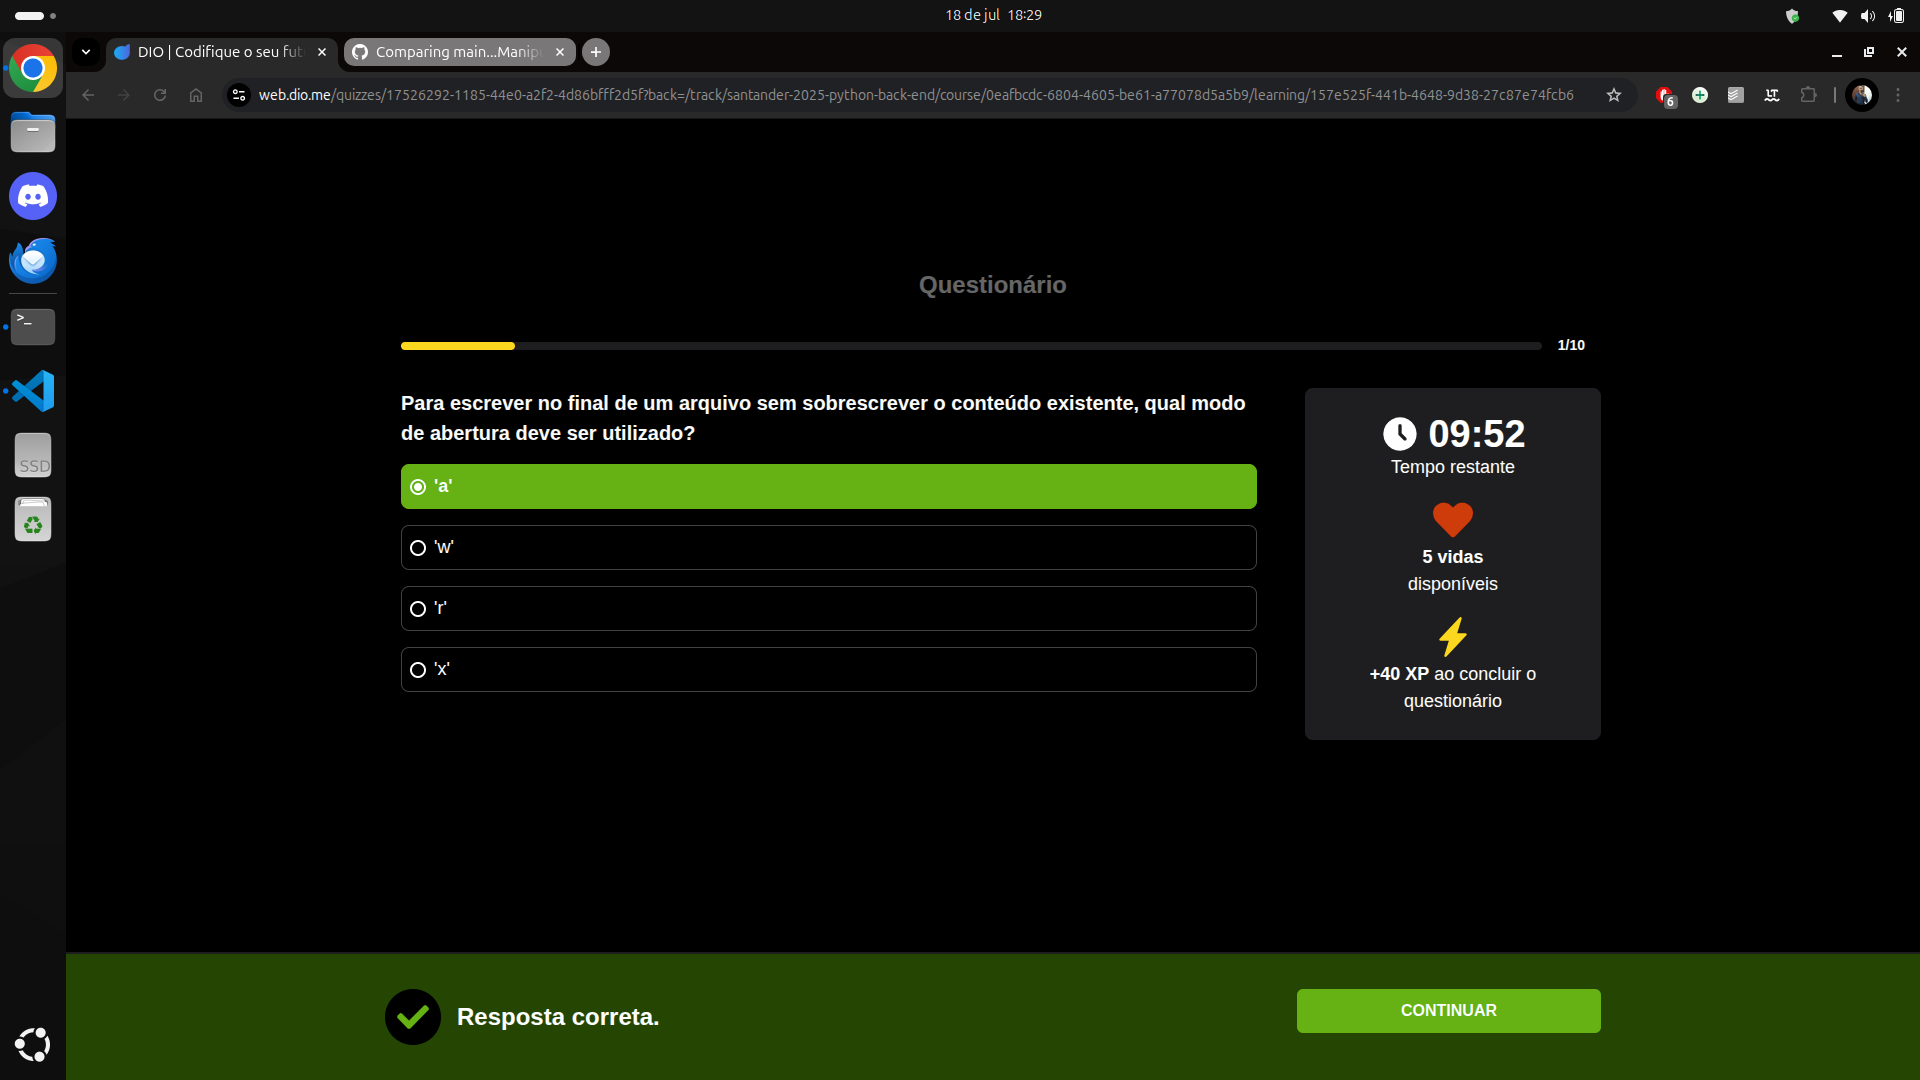 18 de jul 18:29
DIO | Codifique o seu fut
Comparing main...Manip
web.dio.me/quizzes/17526292-1185-44e0-a2f2-4d86bfff2d5f?back=/track/santander-2025-python-back-end/course/0eafbcdc-6804-4605-be61-a77078d5a5b9/learning/157e525f-441b-4648-9d38-27c87e74fcb6
6
LT
>_
SSD
Questionário
1/10
Para escrever no final de um arquivo sem sobrescrever o conteúdo existente, qual modo
de abertura deve ser utilizado?
'a'
'w'
'r'
'x'
09:52
Tempo restante
5 vidas
disponíveis
+40 XP ao concluir o
questionário
Resposta correta.
CONTINUAR